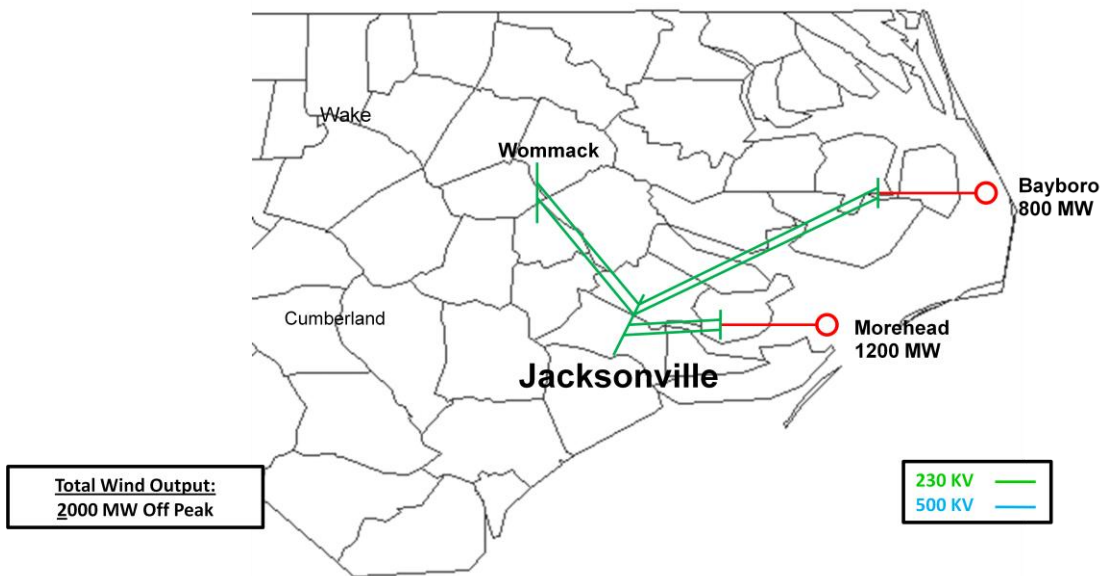 Wake
Wommack
Bayboro
800 MW
Cumberland
Morehead
1200 MW
Jacksonville
Total Wind Output:
2000 MW Off Peak
230 KV
500 KV